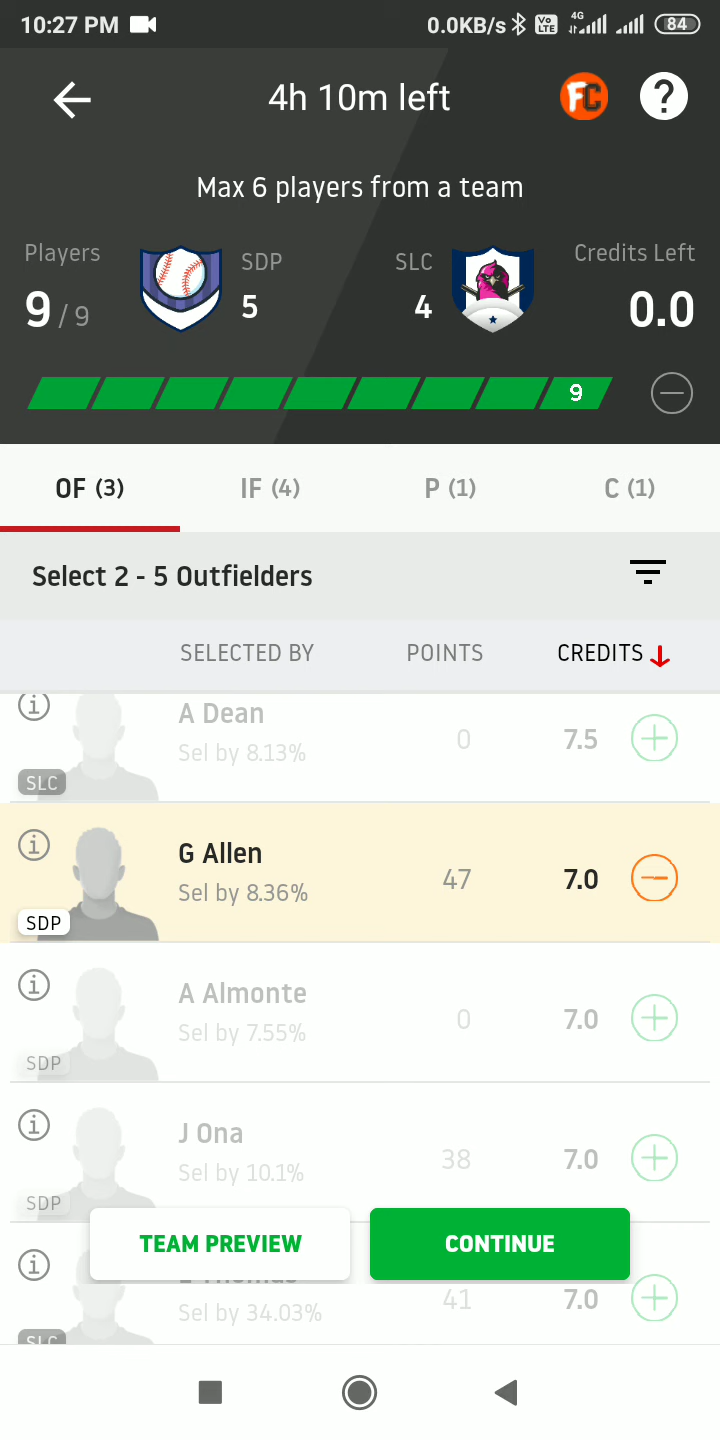 10:27 PM 0.0KB/s Vo LTE 4G 84
4h 10m left FC ?
Max 6 players from a team
Players SDP SLC Credits Left
9 / 9 5 4 0.0
9
OF (3) IF (4) P (1) C (1)
Select 2 - 5 Outfielders
SELECTED BY POINTS CREDITS
A Dean
Sel by 8.13% 0 7.5
SLC
G Allen
Sel by 8.36% 47 7.0
SDP
A Almonte
Sel by 7.55% 0 7.0
SDP
J Ona
Sel by 10.1% 38 7.0
SDP
TEAM PREVIEW CONTINUE
Sel by 34.03% 41 7.0
SLC